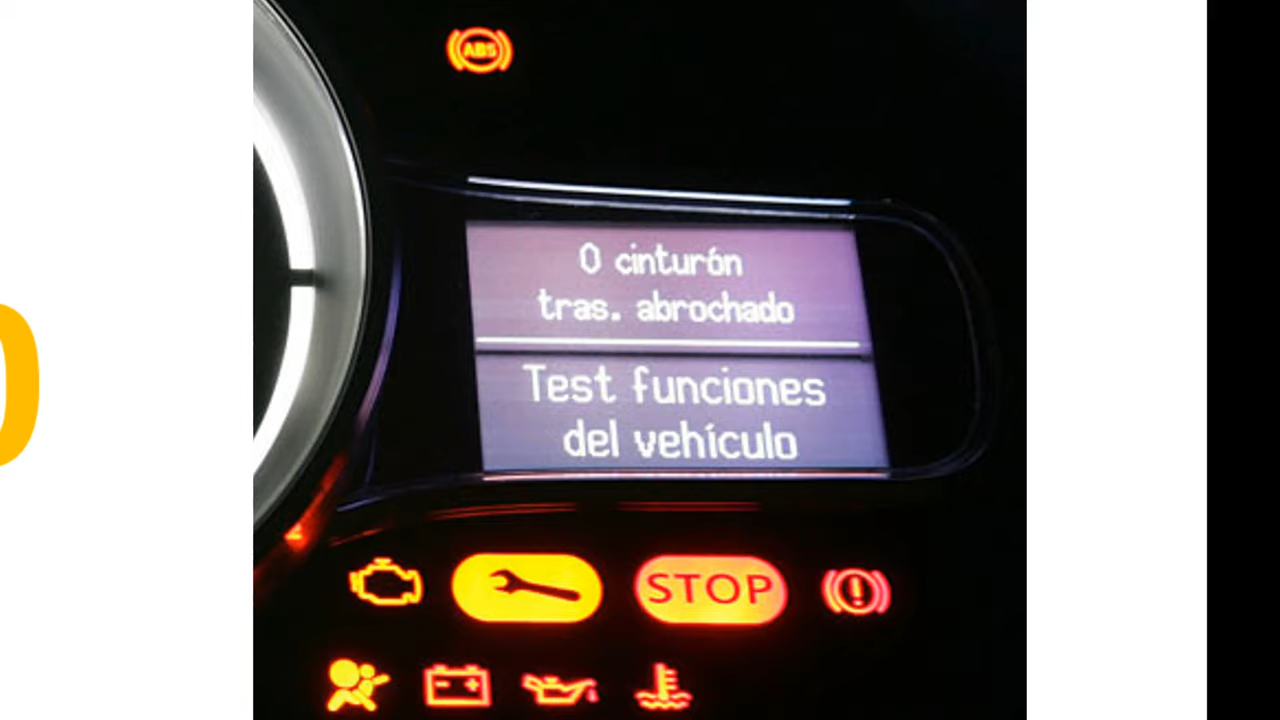 ABS
0 cinturón
tras. abrochado
Test funciones
del vehículo
STOP